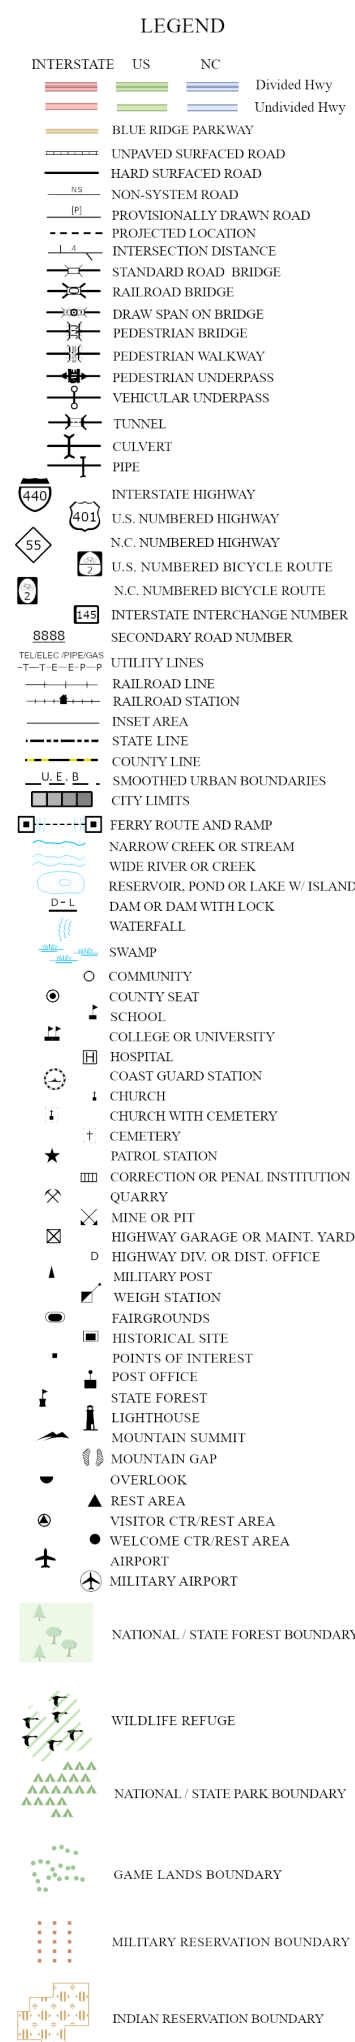 LEGEND
INTERSTATE US NC
Divided Hwy
Undivided Hwy
BLUE RIDGE PARKWAY
UNPAVED SURFACED ROAD
HARD SURFACED ROAD
NS NON-SYSTEM ROAD
[P] PROVISIONALLY DRAWN ROAD
PROJECTED LOCATION
4 INTERSECTION DISTANCE
STANDARD ROAD BRIDGE
RAILROAD BRIDGE
DRAW SPAN ON BRIDGE
PEDESTRIAN BRIDGE
PEDESTRIAN WALKWAY
PEDESTRIAN UNDERPASS
VEHICULAR UNDERPASS
TUNNEL
CULVERT
PIPE
440 INTERSTATE HIGHWAY
401 U.S. NUMBERED HIGHWAY
55 N.C. NUMBERED HIGHWAY
2 U.S. NUMBERED BICYCLE ROUTE
2 N.C. NUMBERED BICYCLE ROUTE
145 INTERSTATE INTERCHANGE NUMBER
8888 SECONDARY ROAD NUMBER
TEL/ELEC /PIPE/GAS
–T—T—E—E—P—P UTILITY LINES
RAILROAD LINE
RAILROAD STATION
INSET AREA
STATE LINE
COUNTY LINE
U. E. B SMOOTHED URBAN BOUNDARIES
CITY LIMITS
FERRY ROUTE AND RAMP
NARROW CREEK OR STREAM
WIDE RIVER OR CREEK
RESERVOIR, POND OR LAKE W/ ISLAND
D-L DAM OR DAM WITH LOCK
WATERFALL
SWAMP
COMMUNITY
COUNTY SEAT
SCHOOL
COLLEGE OR UNIVERSITY
H HOSPITAL
COAST GUARD STATION
CHURCH
CHURCH WITH CEMETERY
CEMETERY
PATROL STATION
CORRECTION OR PENAL INSTITUTION
QUARRY
MINE OR PIT
HIGHWAY GARAGE OR MAINT. YARD
D HIGHWAY DIV. OR DIST. OFFICE
MILITARY POST
WEIGH STATION
FAIRGROUNDS
HISTORICAL SITE
POINTS OF INTEREST
POST OFFICE
STATE FOREST
LIGHTHOUSE
MOUNTAIN SUMMIT
MOUNTAIN GAP
OVERLOOK
REST AREA
VISITOR CTR/REST AREA
WELCOME CTR/REST AREA
AIRPORT
MILITARY AIRPORT
NATIONAL / STATE FOREST BOUNDARY
WILDLIFE REFUGE
NATIONAL / STATE PARK BOUNDARY
GAME LANDS BOUNDARY
MILITARY RESERVATION BOUNDARY
INDIAN RESERVATION BOUNDARY